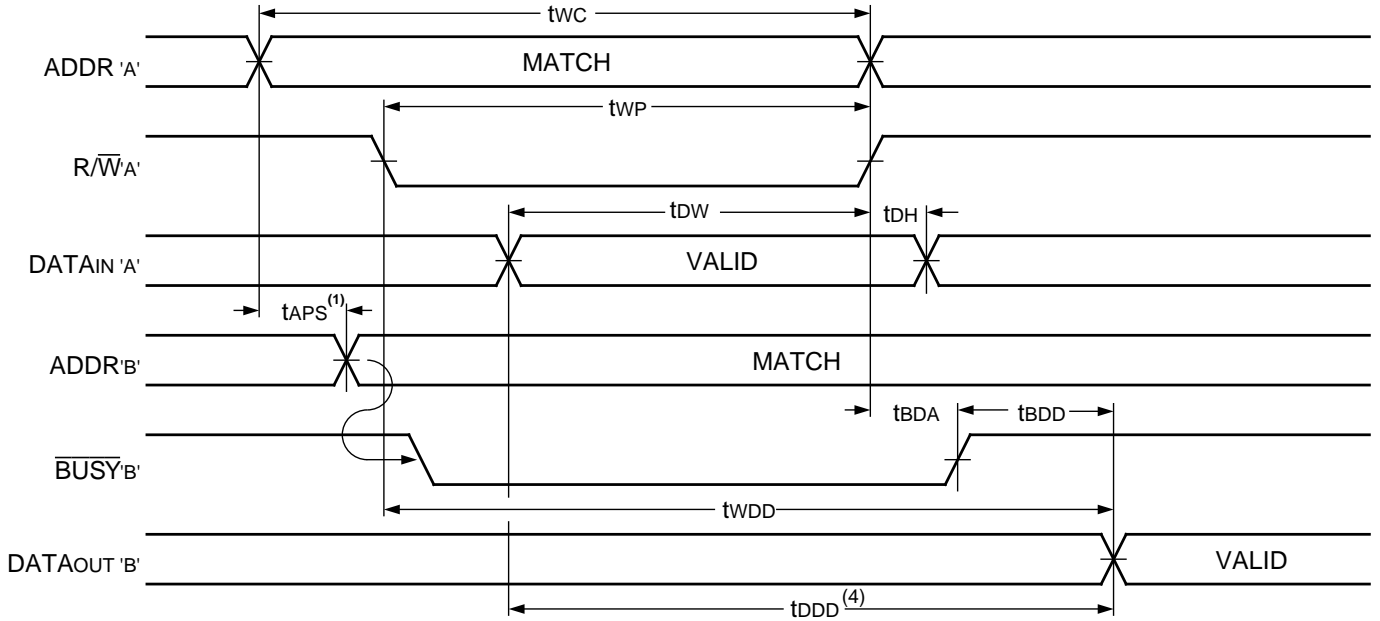 tWC
ADDR 'A'
MATCH
tWP
R/W̅'A'
tDW
tDH
DATAIN 'A'
VALID
tAPS(1)
ADDR'B'
MATCH
tBDA
tBDD
B̅U̅S̅Y̅'B'
tWDD
DATAOUT 'B'
VALID
tDDD(4)